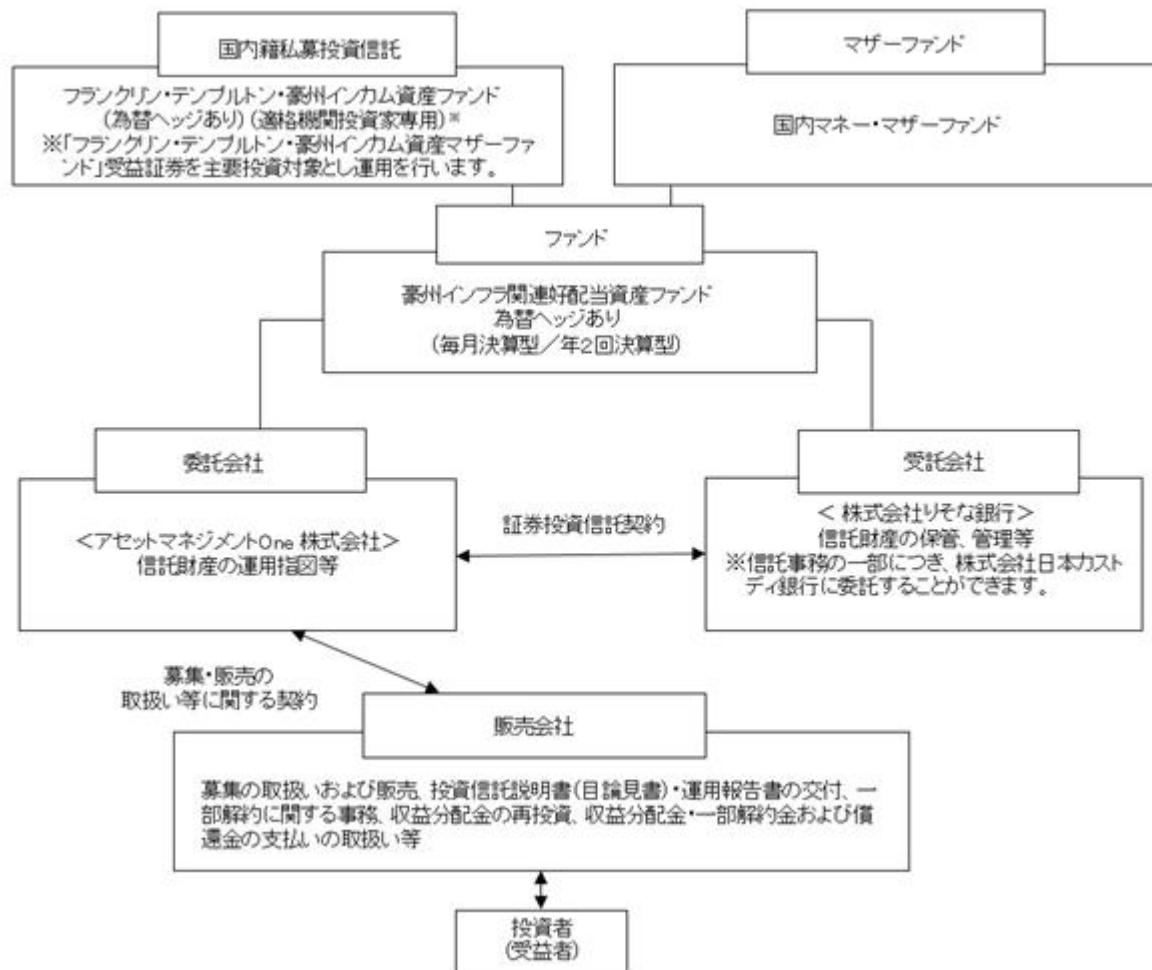 国内籍私募投資信託
フランクリン・テンプルトン・豪州インカム資産ファンド
(為替ヘッジあり)(適格機関投資家専用)※
※「フランクリン・テンプルトン・豪州インカム資産マザーファ
ンド」受益証券を主要投資対象とし運用を行います。
マザーファンド
国内マネー・マザーファンド
ファンド
豪州インフラ関連好配当資産ファンド
為替ヘッジあり
(毎月決算型／年2回決算型)
委託会社
＜アセットマネジメントOne 株式会社＞
信託財産の運用指図等
証券投資信託契約
受託会社
＜ 株式会社りそな銀行＞
信託財産の保管、管理等
※信託事務の一部につき、株式会社日本カスト
ディ銀行に委託することができます。
募集・販売の
取扱い等に関する契約
販売会社
募集の取扱いおよび販売、投資信託説明書(目論見書)・運用報告書の交付、一
部解約に関する事務、収益分配金の再投資、収益分配金・一部解約金および償
還金の支払いの取扱い等
投資者
(受益者)